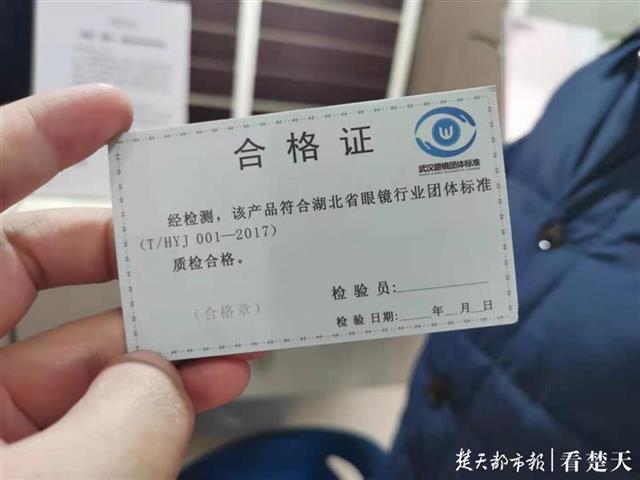 合格证
W
武汉眼镜团体标准
经检测，该产品符合湖北省眼镜行业团体标准
(T/HYJ 001—2017)
质检合格。
检验员:
（合格章）
检验日期: 年 月 日
楚天都市报|看楚天